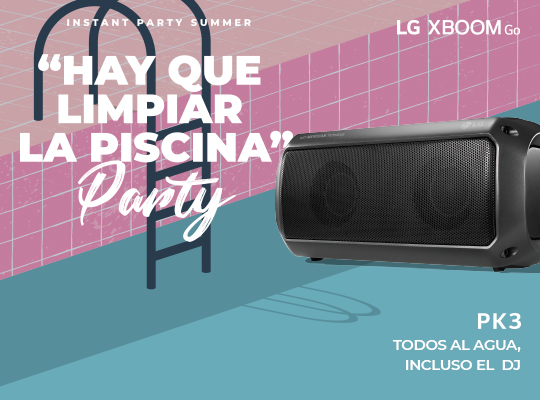 INSTANT PARTY SUMMER
LG XBOOM Go
“HAY QUE
LIMPIAR
LA PISCINA”
Party
PK3
TODOS AL AGUA,
INCLUSO EL DJ